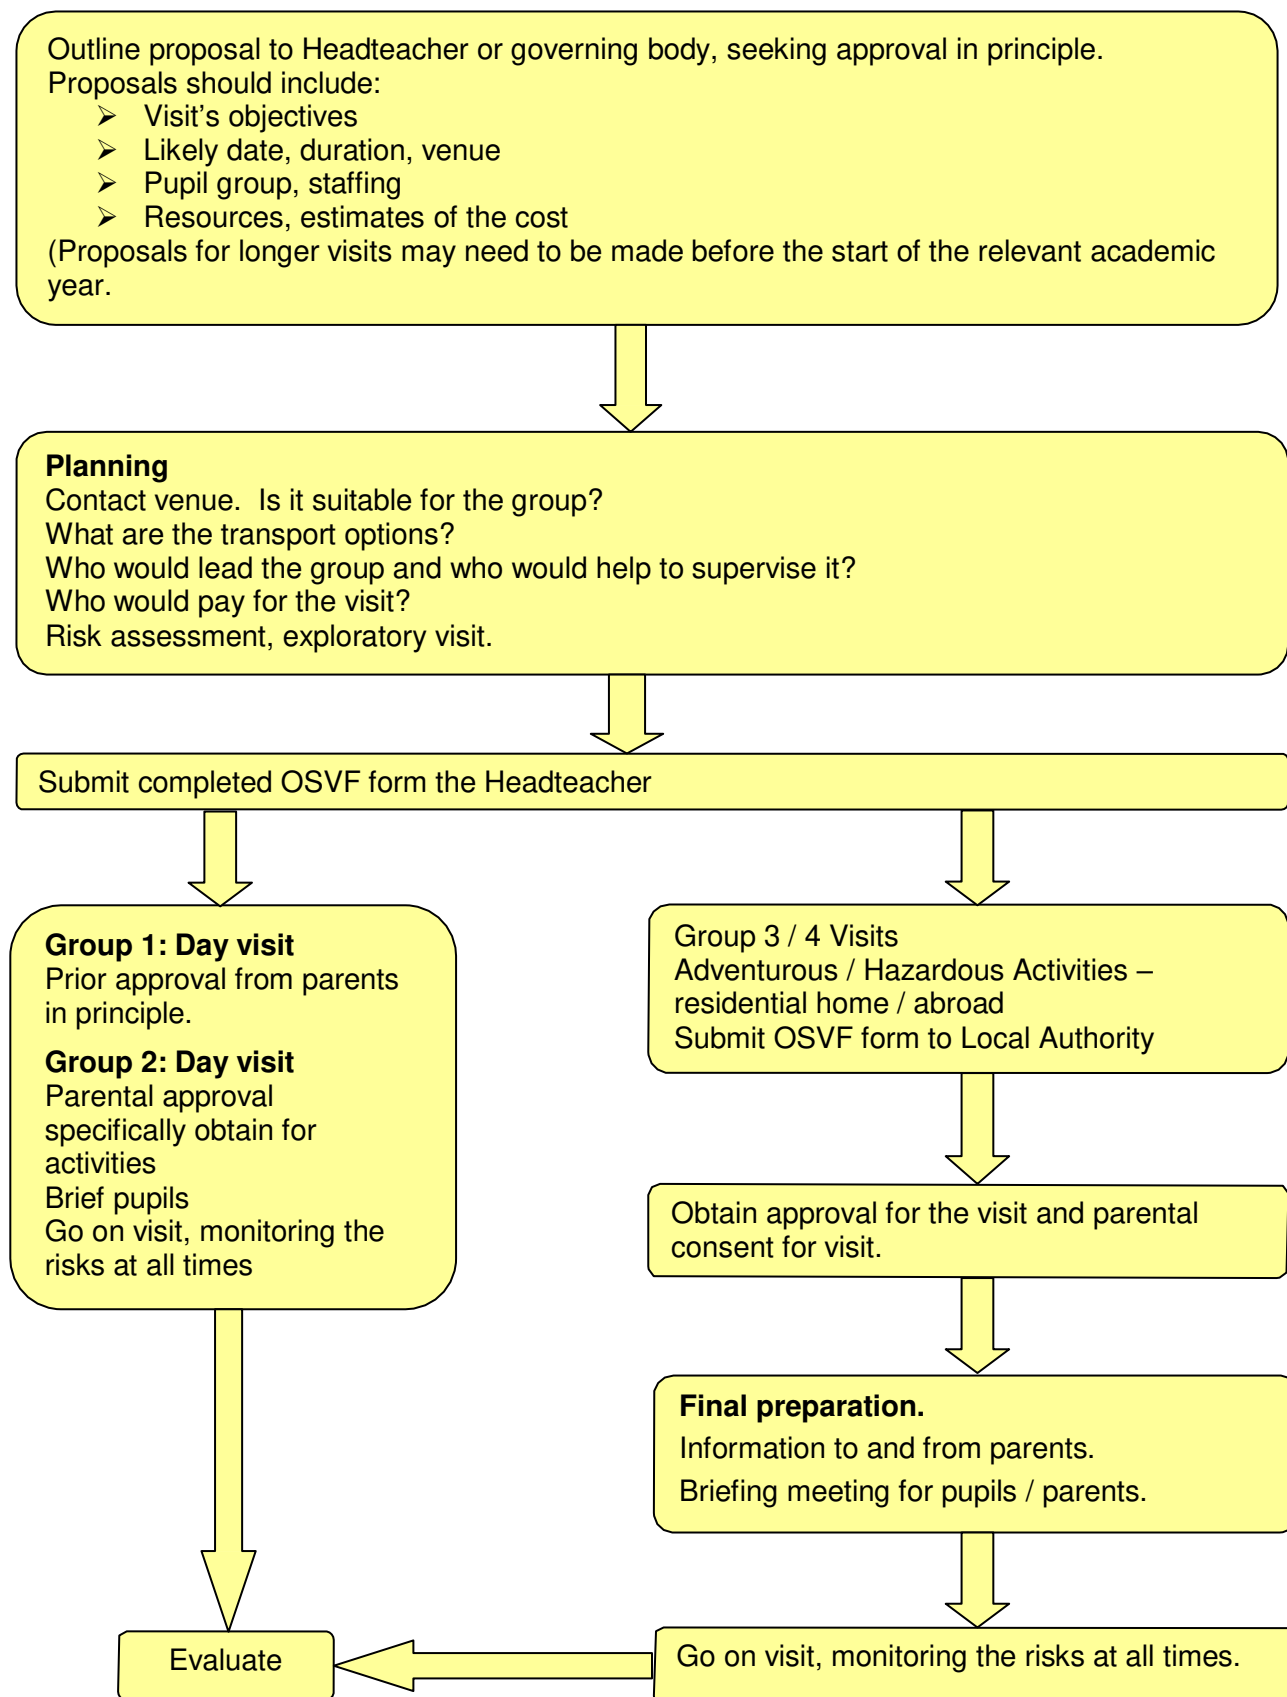 Outline proposal to Headteacher or governing body, seeking approval in principle.
Proposals should include:
➢ Visit's objectives
➢ Likely date, duration, venue
➢ Pupil group, staffing
➢ Resources, estimates of the cost
(Proposals for longer visits may need to be made before the start of the relevant academic
year.
Planning
Contact venue.  Is it suitable for the group?
What are the transport options?
Who would lead the group and who would help to supervise it?
Who would pay for the visit?
Risk assessment, exploratory visit.
Submit completed OSVF form the Headteacher
Group 1: Day visit
Prior approval from parents
in principle.
Group 2: Day visit
Parental approval
specifically obtain for
activities
Brief pupils
Go on visit, monitoring the
risks at all times
Group 3 / 4 Visits
Adventurous / Hazardous Activities –
residential home / abroad
Submit OSVF form to Local Authority
Obtain approval for the visit and parental
consent for visit.
Final preparation.
Information to and from parents.
Briefing meeting for pupils / parents.
Go on visit, monitoring the risks at all times.
Evaluate